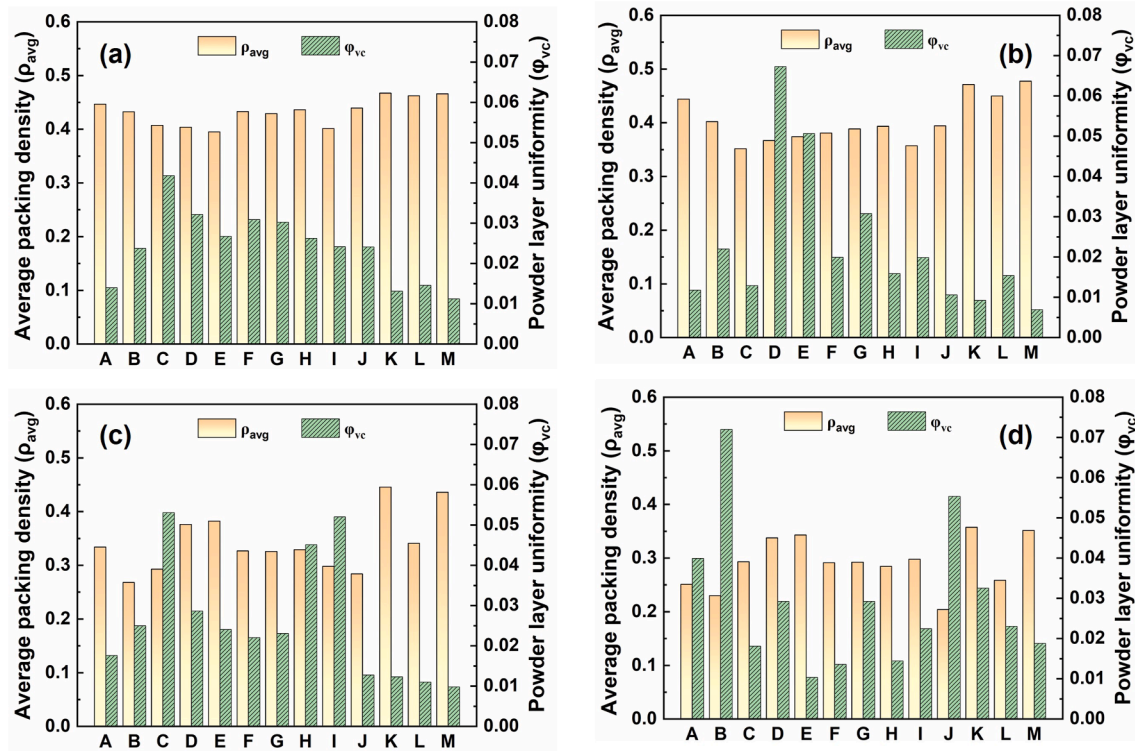 (a)
ρavg
φvc
Average packing density (ρavg)
0.6
0.5
0.4
0.3
0.2
0.1
0.0
A B C D E F G H I J K L M
0.08
0.07
0.06
0.05
0.04
0.03
0.02
0.01
0.00
Powder layer uniformity (φvc)
(b)
ρavg
φvc
Average packing density (ρavg)
0.6
0.5
0.4
0.3
0.2
0.1
0.0
A B C D E F G H I J K L M
0.08
0.07
0.06
0.05
0.04
0.03
0.02
0.01
0.00
Powder layer uniformity (φvc)
(c)
ρavg
φvc
Average packing density (ρavg)
0.6
0.5
0.4
0.3
0.2
0.1
0.0
A B C D E F G H I J K L M
0.08
0.07
0.06
0.05
0.04
0.03
0.02
0.01
0.00
Powder layer uniformity (φvc)
(d)
ρavg
φvc
Average packing density (ρavg)
0.6
0.5
0.4
0.3
0.2
0.1
0.0
A B C D E F G H I J K L M
0.08
0.07
0.06
0.05
0.04
0.03
0.02
0.01
0.00
Powder layer uniformity (φvc)